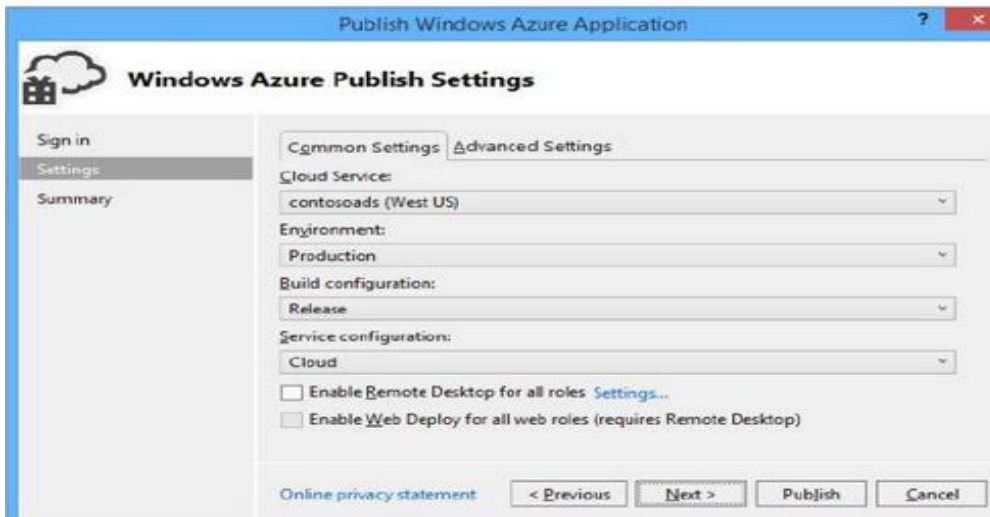 Publish Windows Azure Application
?
Windows Azure Publish Settings
Sign in
Settings
Summary
Common Settings
Advanced Settings
Cloud Service:
contosoads (West US)
Environment:
Production
Build configuration:
Release
Service configuration:
Cloud
Enable Remote Desktop for all roles Settings...
Enable Web Deploy for all web roles (requires Remote Desktop)
Online privacy statement
< Previous
Next >
Publish
Cancel